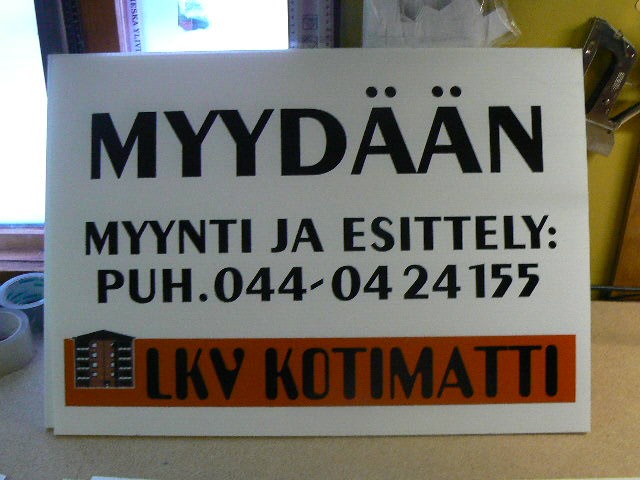 MYYDÄÄN
MYYNTI JA ESITTELY:
PUH. 044-04 24 155
LKV KOTIMATTI